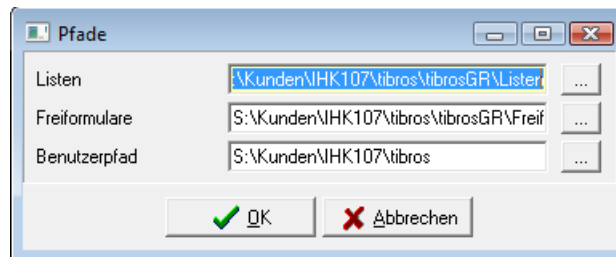 Pfade
Listen :\Kunden\IHK107\tibros\tibrosGR\Listen ...
Freiformulare S:\Kunden\IHK107\tibros\tibrosGR\Freif ...
Benutzerpfad S:\Kunden\IHK107\tibros ...
OK Abbrechen